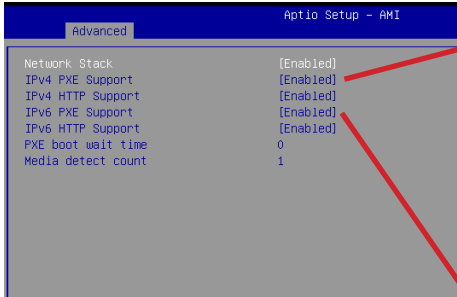 Aptio Setup – AMI
Advanced
Network Stack [Enabled]
IPv4 PXE Support [Enabled]
IPv4 HTTP Support [Enabled]
IPv6 PXE Support [Enabled]
IPv6 HTTP Support [Enabled]
PXE boot wait time 0
Media detect count 1